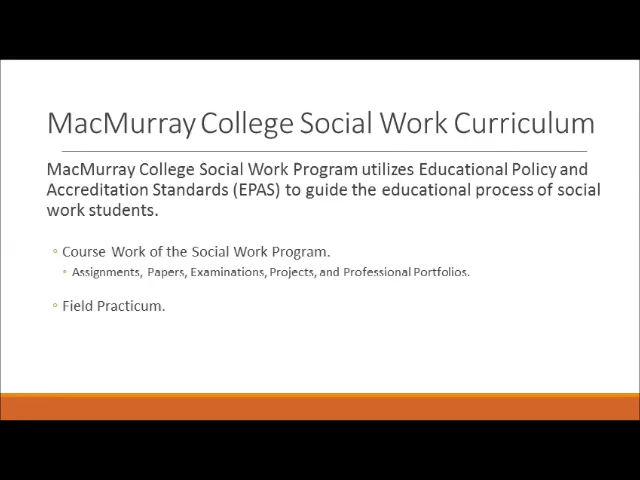 MacMurray College Social Work Curriculum
MacMurray College Social Work Program utilizes Educational Policy and
Accreditation Standards (EPAS) to guide the educational process of social
work students.
◦ Course Work of the Social Work Program.
◦ Assignments, Papers, Examinations, Projects, and Professional Portfolios.
◦ Field Practicum.